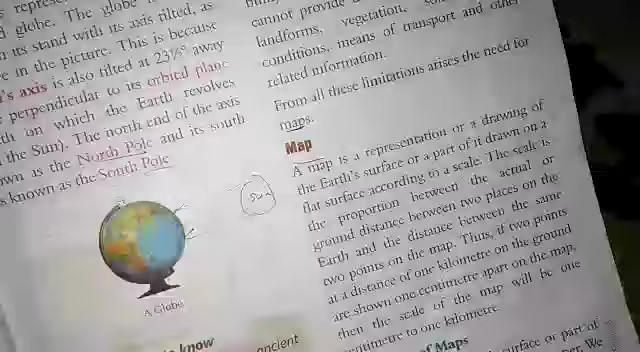 represe
globe. The globe
its stand with its axis tilted, as
e in the picture. This is because
's axis is also tilted at 23½° away
perpendicular to its orbital plane
th on which the Earth revolves
the Sun). The north end of the axis
wn as the North Pole and its south
s known as the South Pole
A Globe
know
ancient
cannot provide
landforms, vegetation,
conditions, means of transport and other
related information.
From all these limitations arises the need for
maps.
Map
A map is a representation or a drawing of
the Earth's surface or a part of it drawn on a
flat surface according to a scale. The scale is
the proportion between the actual or
ground distance between two places on the
Earth and the distance between the same
two points on the map. Thus, if two points
at a distance of one kilometre on the ground
are shown one centimetre apart on the map,
then the scale of the map will be one
centimetre to one kilometre
of Maps
surface or part of
We
Sun